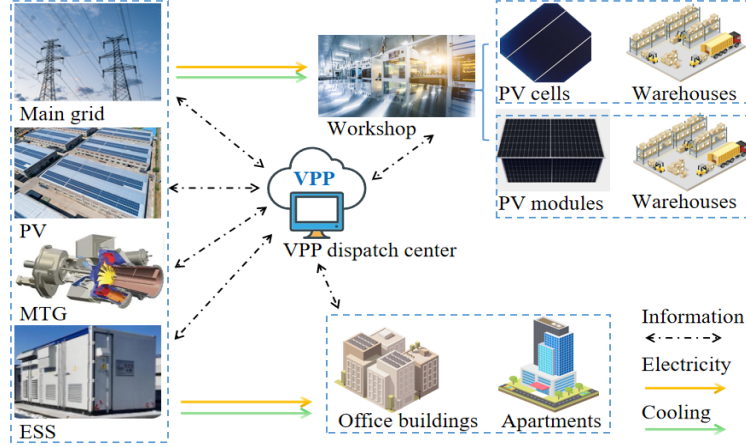 Main grid
PV
MTG
ESS
Workshop
VPP
VPP dispatch center
PV cells
Warehouses
PV modules
Warehouses
Office buildings
Apartments
Information
Electricity
Cooling